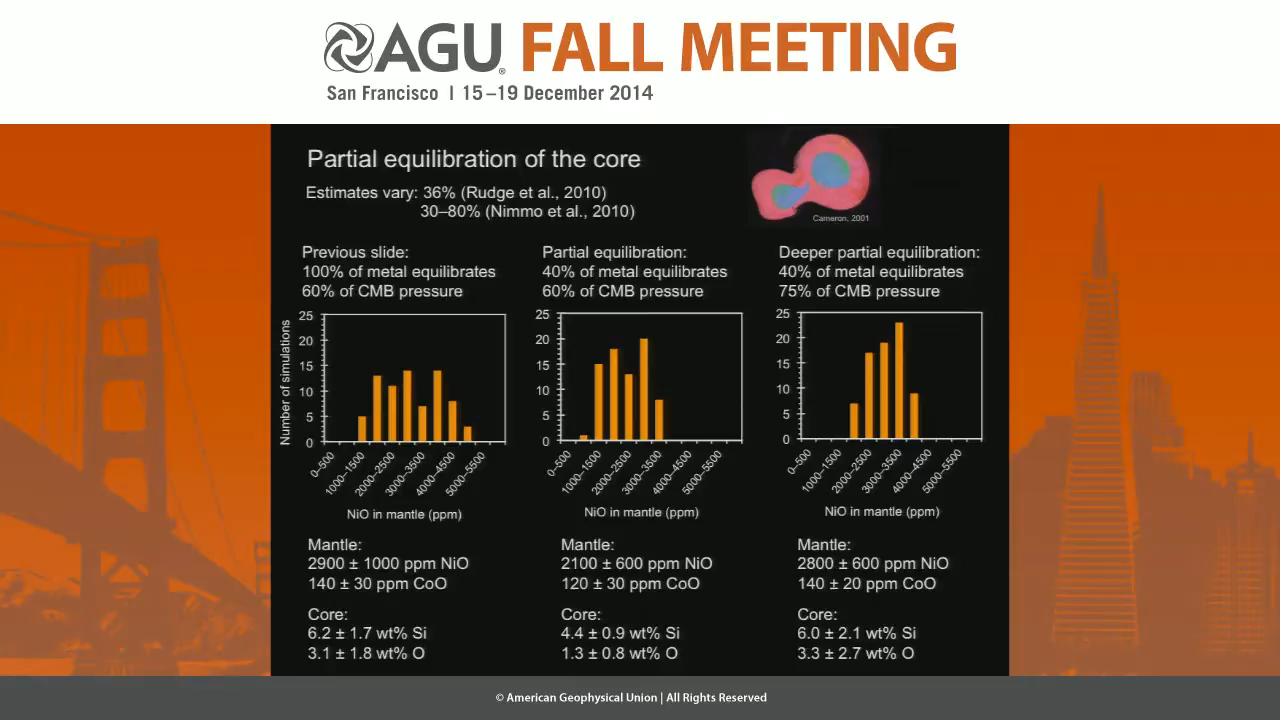 AGU® FALL MEETING
San Francisco | 15–19 December 2014
Partial equilibration of the core
Estimates vary: 36% (Rudge et al., 2010)
30–80% (Nimmo et al., 2010)
Cameron, 2001
Previous slide:
100% of metal equilibrates
60% of CMB pressure
Number of simulations
25
20
15
10
5
0
0–500
1000–1500
2000–2500
3000–3500
4000–4500
5000–5500
NiO in mantle (ppm)
Mantle:
2900 ± 1000 ppm NiO
140 ± 30 ppm CoO
Core:
6.2 ± 1.7 wt% Si
3.1 ± 1.8 wt% O
Partial equilibration:
40% of metal equilibrates
60% of CMB pressure
25
20
15
10
5
0
0–500
1000–1500
2000–2500
3000–3500
4000–4500
5000–5500
NiO in mantle (ppm)
Mantle:
2100 ± 600 ppm NiO
120 ± 30 ppm CoO
Core:
4.4 ± 0.9 wt% Si
1.3 ± 0.8 wt% O
Deeper partial equilibration:
40% of metal equilibrates
75% of CMB pressure
25
20
15
10
5
0
0–500
1000–1500
2000–2500
3000–3500
4000–4500
5000–5500
NiO in mantle (ppm)
Mantle:
2800 ± 600 ppm NiO
140 ± 20 ppm CoO
Core:
6.0 ± 2.1 wt% Si
3.3 ± 2.7 wt% O
© American Geophysical Union | All Rights Reserved